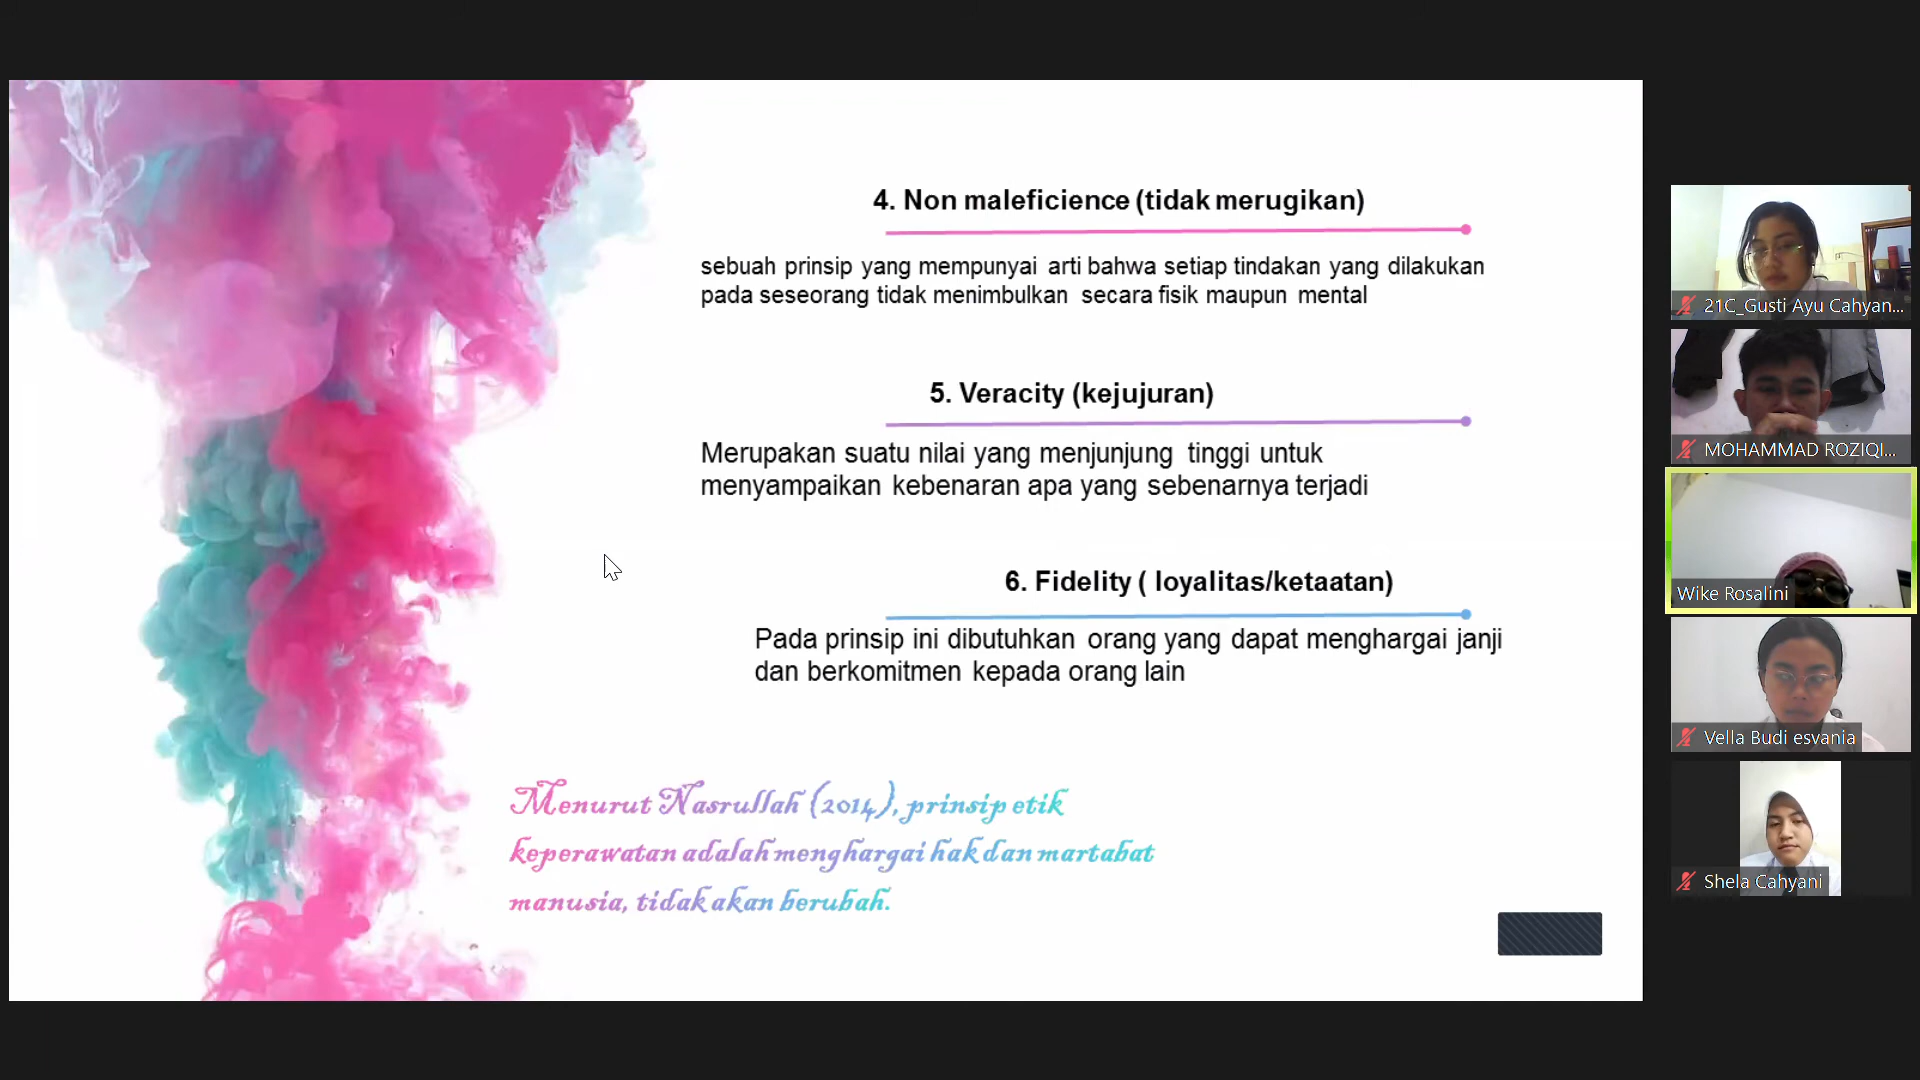 4. Non maleficience (tidak merugikan)
sebuah prinsip yang mempunyai arti bahwa setiap tindakan yang dilakukan
pada seseorang tidak menimbulkan secara fisik maupun mental
5. Veracity (kejujuran)
Merupakan suatu nilai yang menjunjung tinggi untuk
menyampaikan kebenaran apa yang sebenarnya terjadi
6. Fidelity ( loyalitas/ketaatan)
Pada prinsip ini dibutuhkan orang yang dapat menghargai janji
dan berkomitmen kepada orang lain
Menurut Nasrullah (2014), prinsip etik
keperawatan adalah menghargai hak dan martabat
manusia, tidak akan berubah.
21C_Gusti Ayu Cahyan...
MOHAMMAD ROZIQI...
Wike Rosalini
Vella Budi esvania
Shela Cahyani